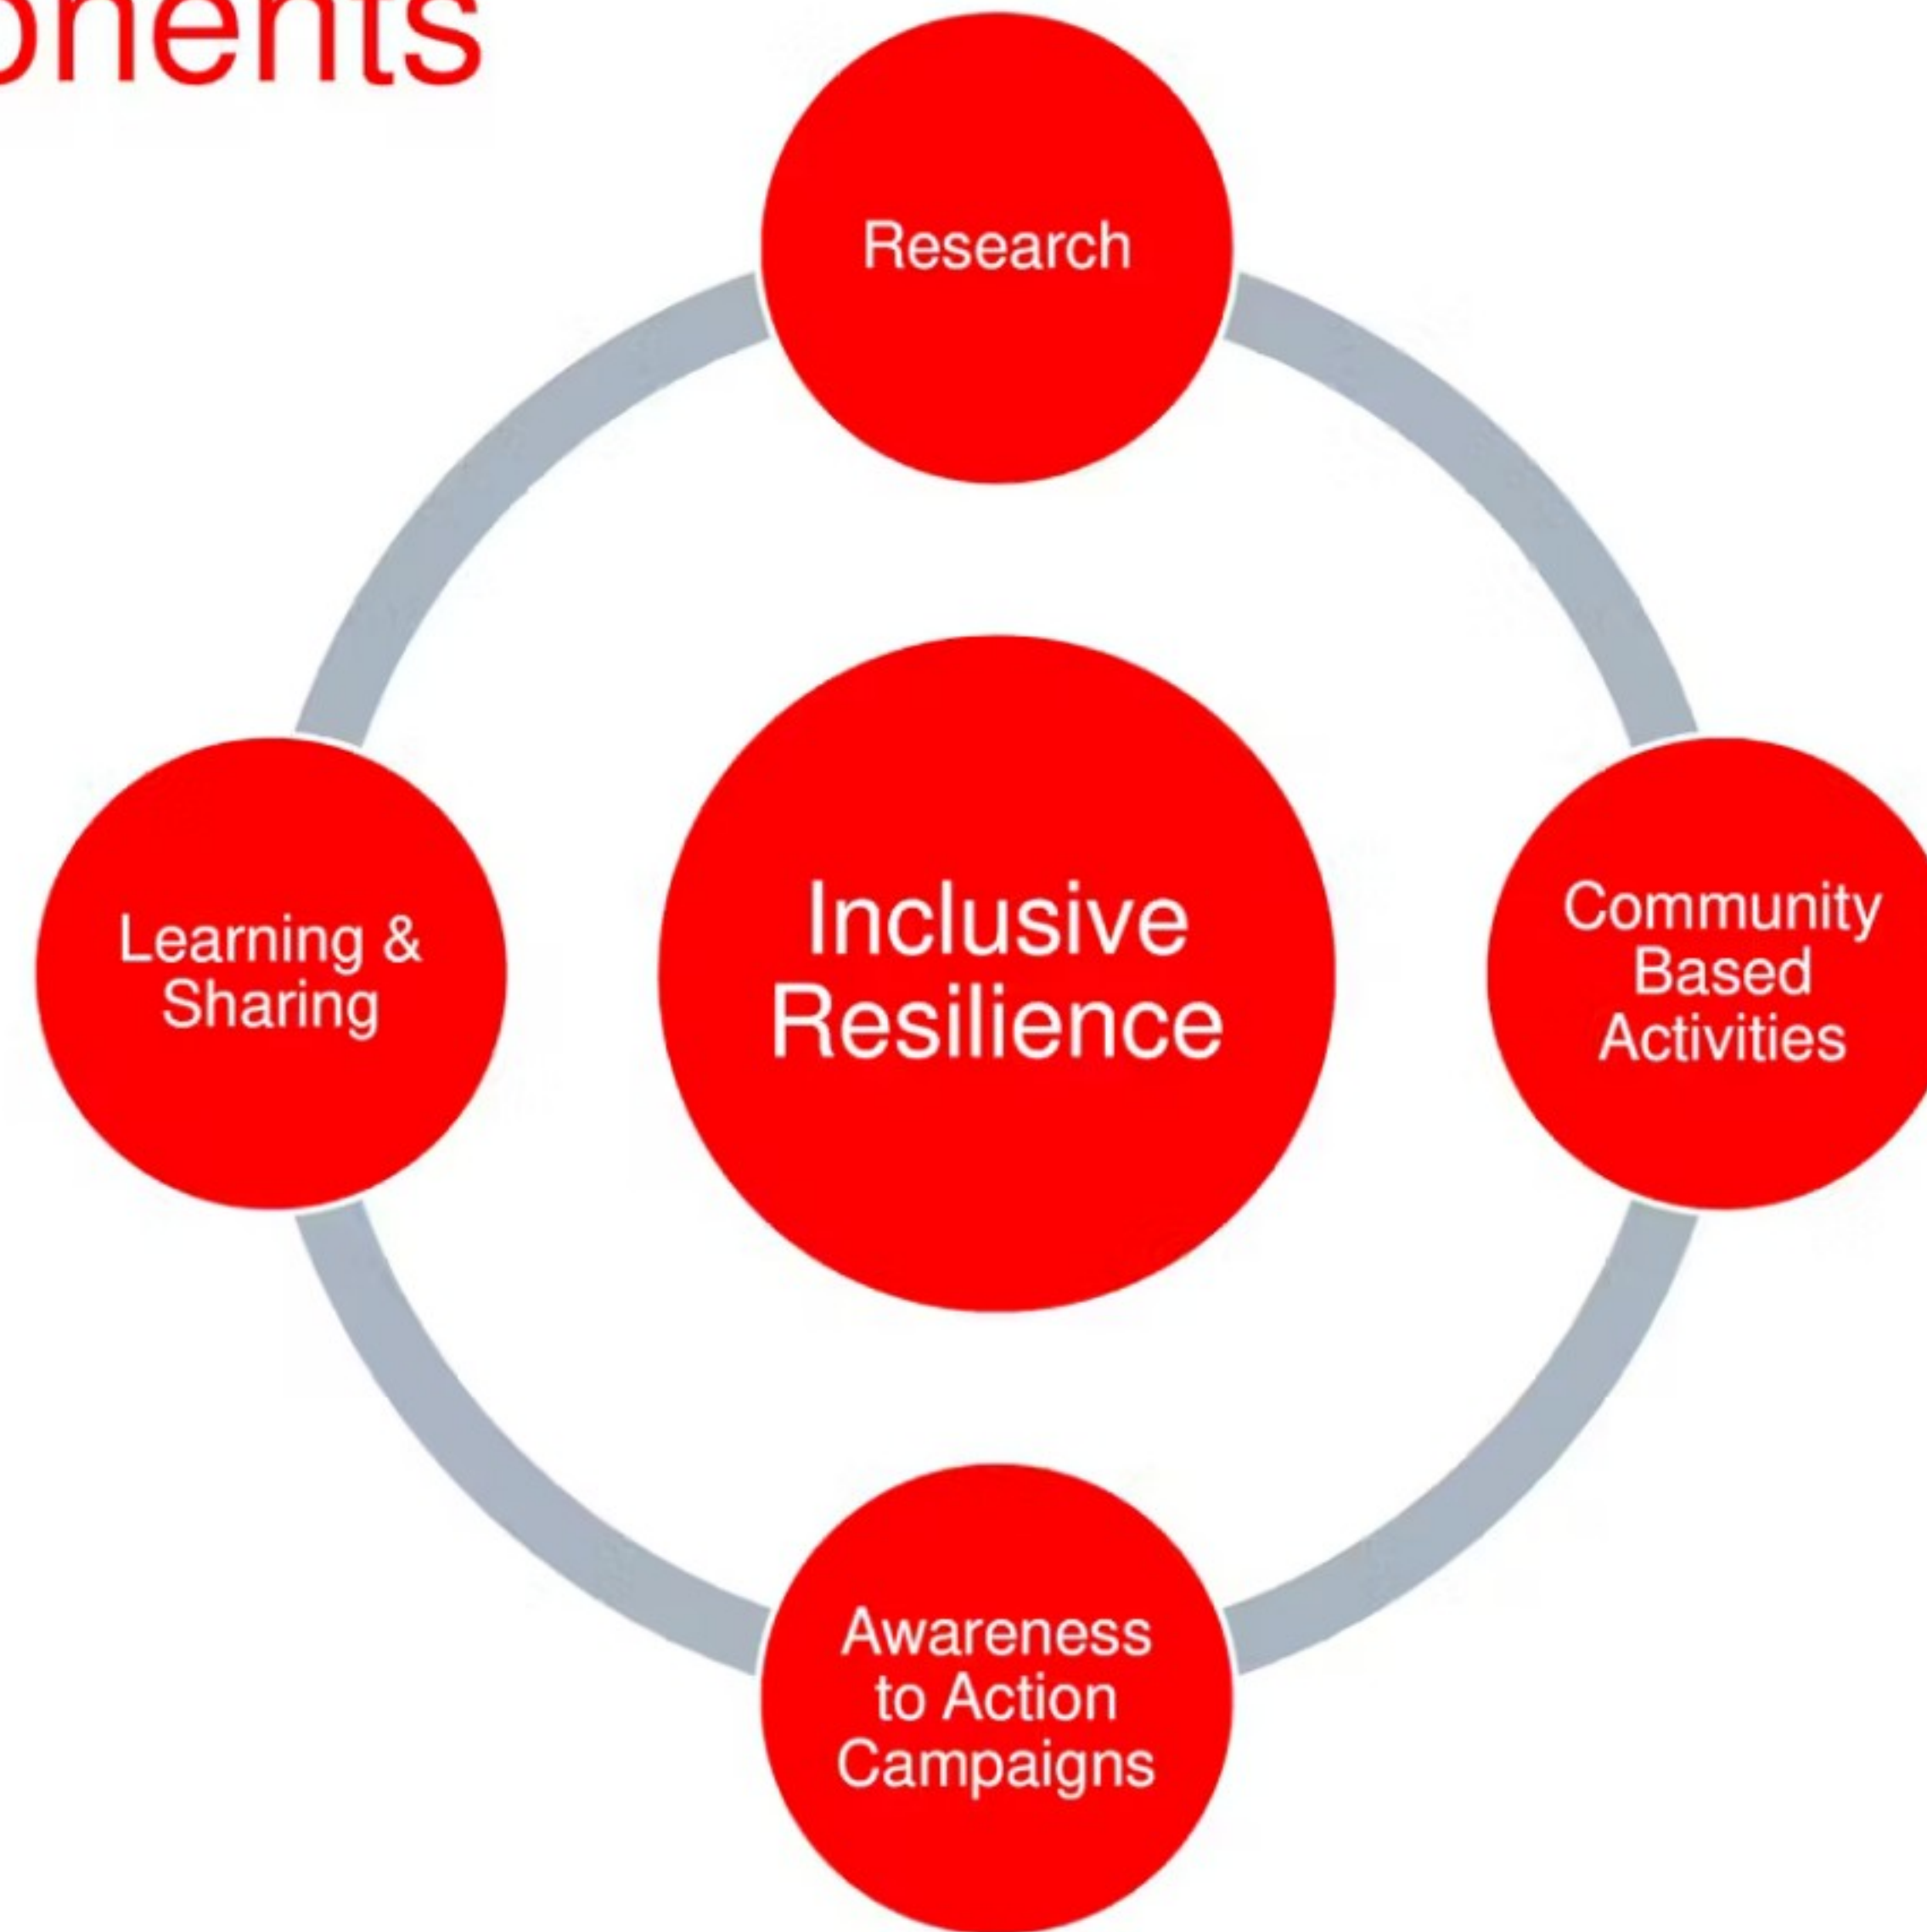 onents
Research
Learning &
Sharing
Inclusive
Resilience
Community
Based
Activities
Awareness
to Action
Campaigns